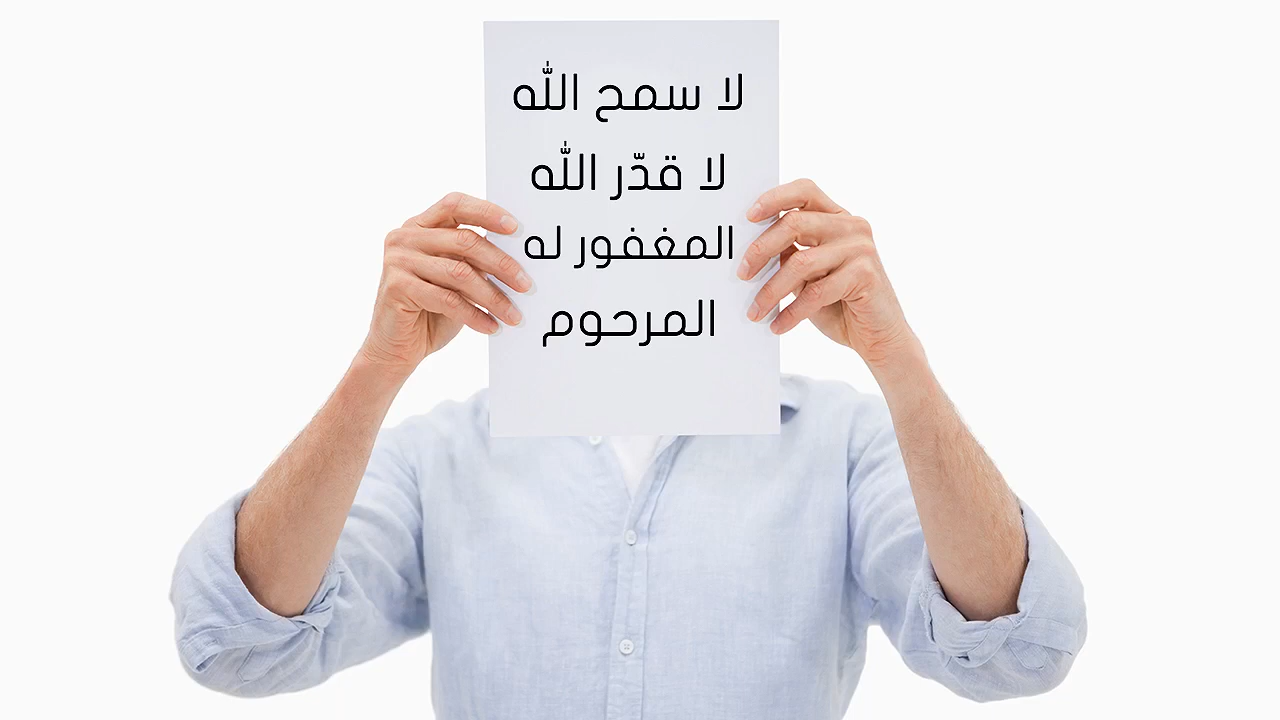 لا سمح الله
لا قدّر الله
المغفور له
المرحوم